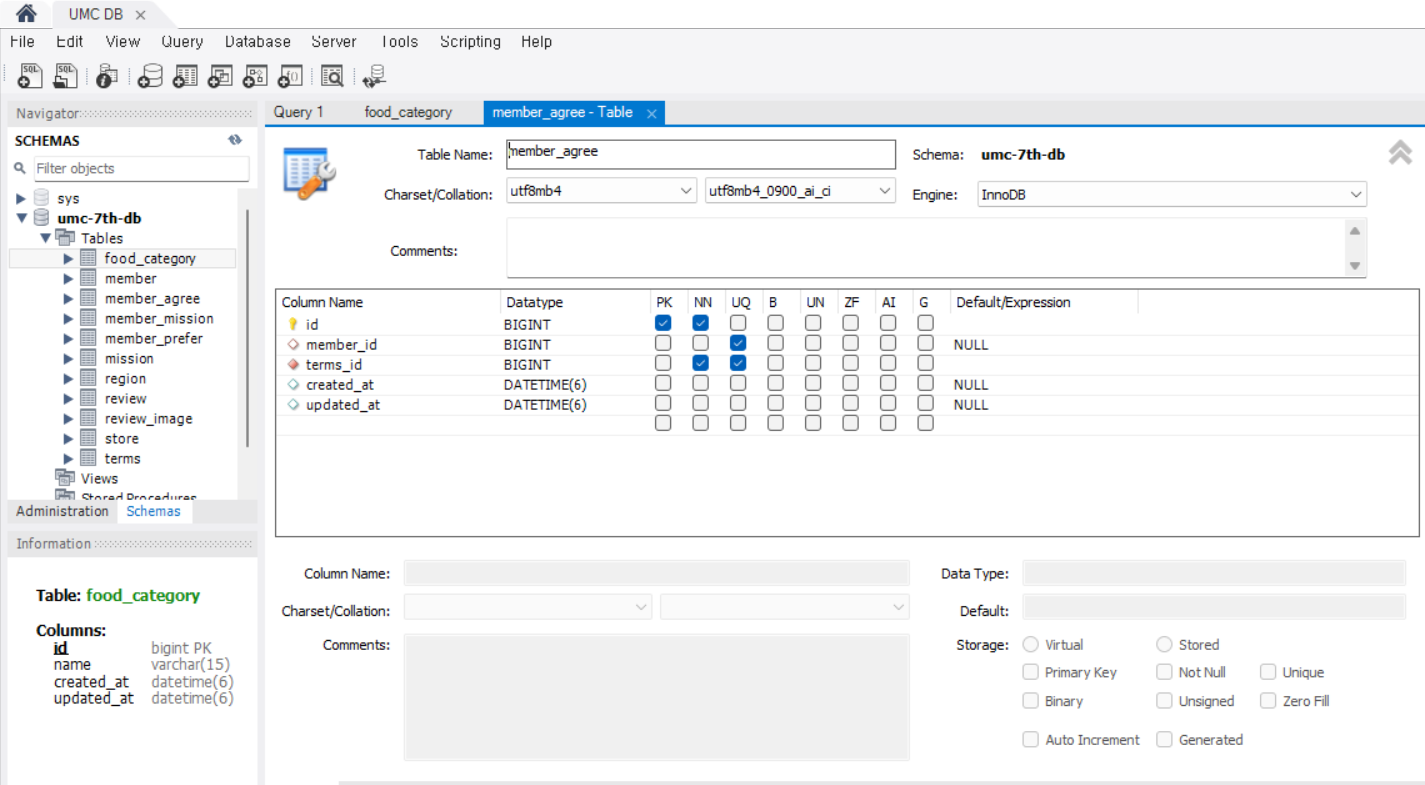 UMC DB
File Edit View Query Database Server Tools Scripting Help
Navigator
SCHEMAS
Filter objects
sys
umc-7th-db
Tables
food_category
member
member_agree
member_mission
member_prefer
mission
region
review
review_image
store
terms
Views
Stored Procedures
Administration Schemas
Information
Table: food_category
Columns:
id bigint PK
name varchar(15)
created_at datetime(6)
updated_at datetime(6)
Query 1 food_category member_agree - Table
Table Name: member_agree Schema: umc-7th-db
Charset/Collation: utf8mb4 utf8mb4_0900_ai_ci Engine: InnoDB
Comments:
Column Name Datatype PK NN UQ B UN ZF AI G Default/Expression
id BIGINT
member_id BIGINT NULL
terms_id BIGINT
created_at DATETIME(6) NULL
updated_at DATETIME(6) NULL
Column Name: Data Type:
Charset/Collation: Default:
Comments: Storage: Virtual Stored
Primary Key Not Null Unique
Binary Unsigned Zero Fill
Auto Increment Generated